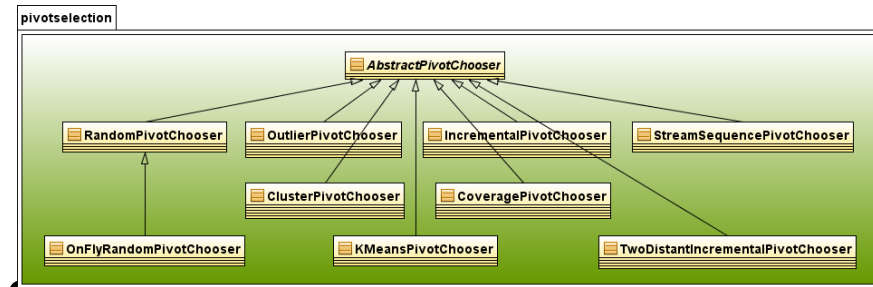 pivotselection
AbstractPivotChooser
RandomPivotChooser
OutlierPivotChooser
IncrementalPivotChooser
StreamSequencePivotChooser
ClusterPivotChooser
CoveragePivotChooser
OnFlyRandomPivotChooser
KMeansPivotChooser
TwoDistantIncrementalPivotChooser